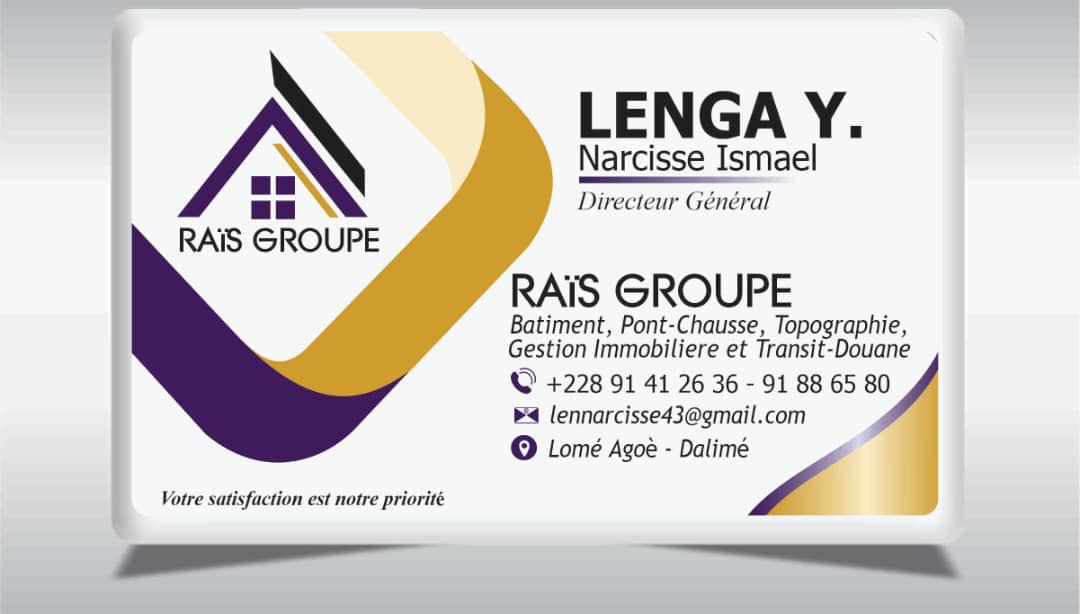 RAïS GROUPE
LENGA Y.
Narcisse Ismael
Directeur Général
RAïS GROUPE
Batiment, Pont-Chausse, Topographie,
Gestion Immobiliere et Transit-Douane
+228 91 41 26 36 - 91 88 65 80
lennarcisse43@gmail.com
Lomé Agoè - Dalimé
Votre satisfaction est notre priorité